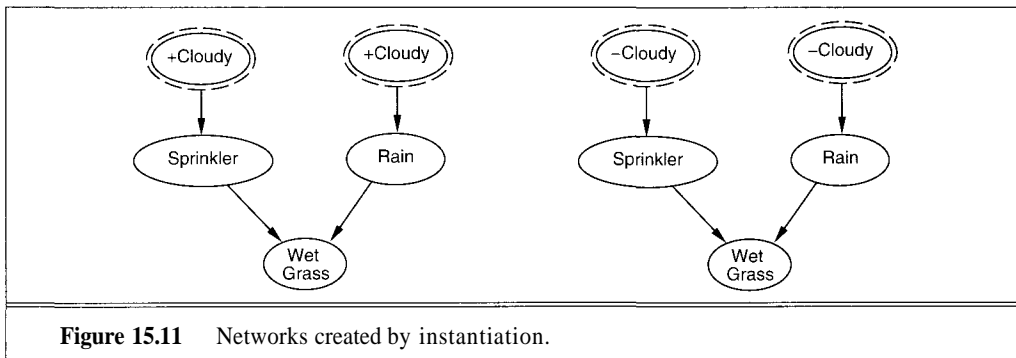 +Cloudy +Cloudy −Cloudy −Cloudy
Sprinkler Rain Sprinkler Rain
Wet
Grass
Wet
Grass
Figure 15.11 Networks created by instantiation.